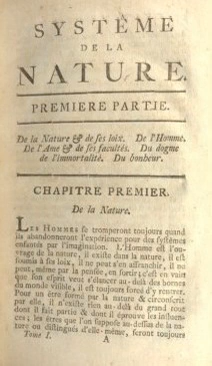 SYSTÊME
DE LA
NATURE.
PREMIERE PARTIE.
De la Nature & de ses loix. De l'Homme.
De l'Ame & de ses facultés. Du dogme
de l'immortalité. Du bonheur.
CHAPITRE PREMIER.
De la Nature.
LES HOMMES se tromperont toujours quand
ils abandonneront l'expérience pour des systêmes
enfantés par l'imagination. L'Homme est l'ou-
vrage de la nature, il existe dans la nature, il est
soumis à ses loix, il ne peut s'en affranchir, il ne
peut, même par la pensée, en sortir; c'est en vain
que son esprit veut s'élancer au-delà des bornes
du monde visible, il est toujours forcé d'y rentrer.
Pour un être formé par la nature & circonscrit
par elle, il n'existe rien au-delà du grand tout
dont il fait partie & dont il éprouve les influen-
ces; les êtres que l'on suppose au-dessus de la na-
ture ou distingués d'elle-même, seront toujours
Tome I. A